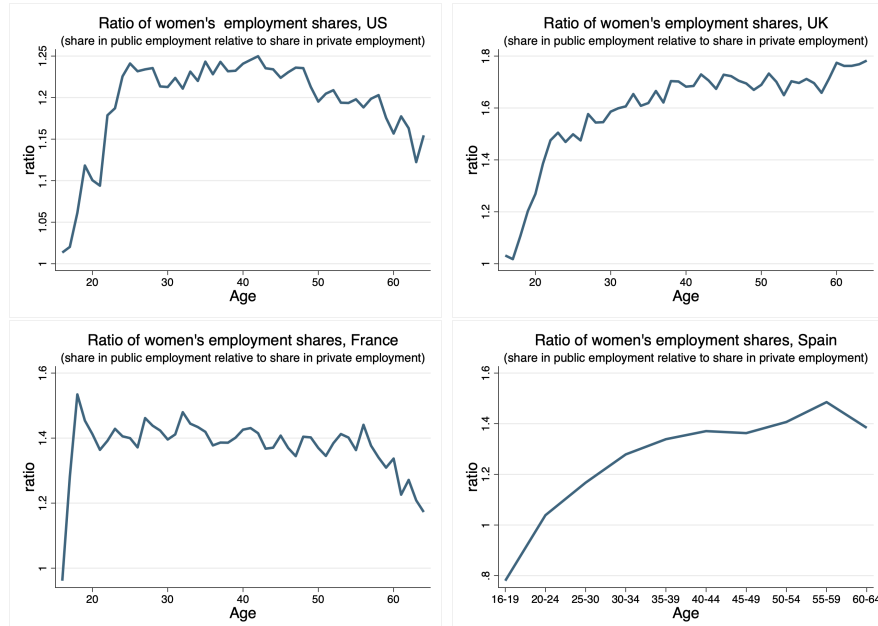 Ratio of women's employment shares, US
(share in public employment relative to share in private employment)
1.25
1.2
1.15
1.1
1.05
1
ratio
20 30 40 50 60
Age
Ratio of women's employment shares, UK
(share in public employment relative to share in private employment)
1.8
1.6
1.4
1.2
1
ratio
20 30 40 50 60
Age
Ratio of women's employment shares, France
(share in public employment relative to share in private employment)
1.6
1.4
1.2
1
ratio
20 30 40 50 60
Age
Ratio of women's employment shares, Spain
(share in public employment relative to share in private employment)
1.6
1.4
1.2
1
.8
ratio
16-19 20-24 25-30 30-34 35-39 40-44 45-49 50-54 55-59 60-64
Age